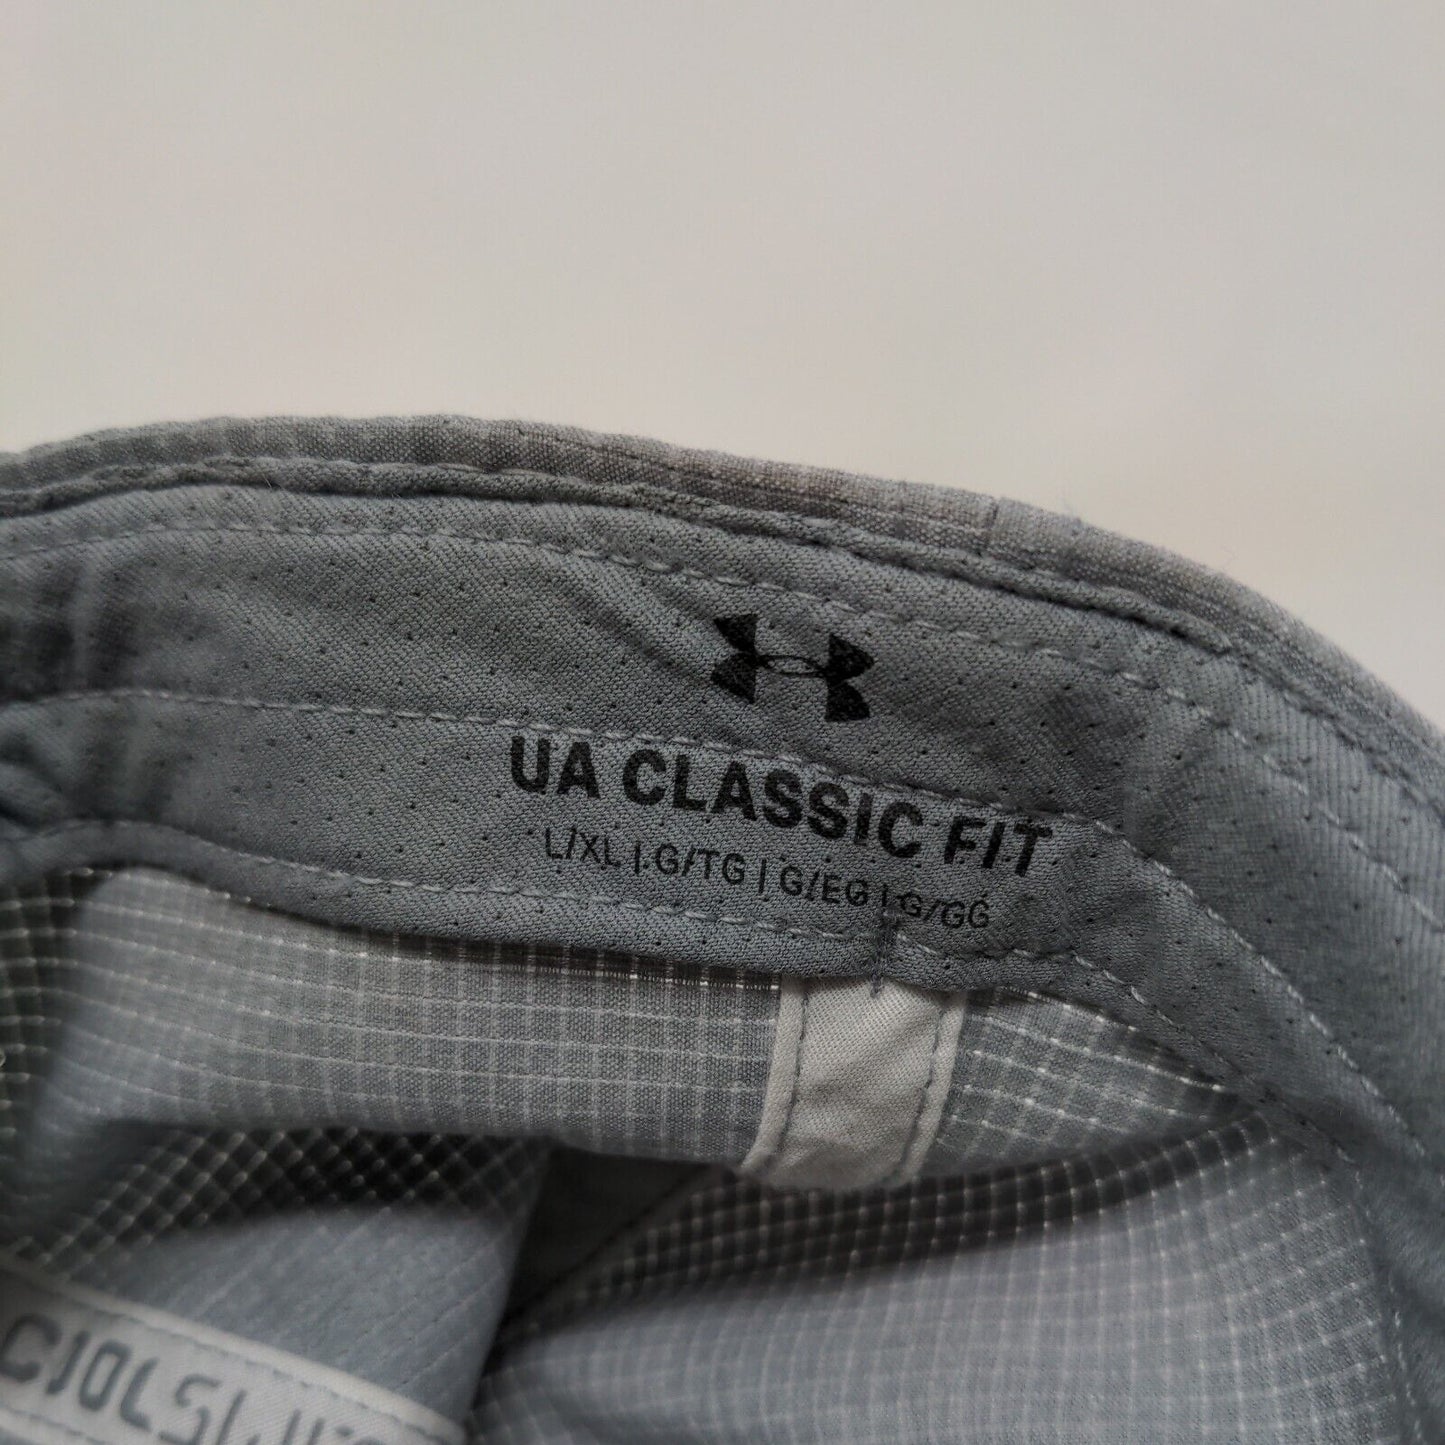 UA CLASSIC FIT
L/XL | G/TG | G/EG | G/GG